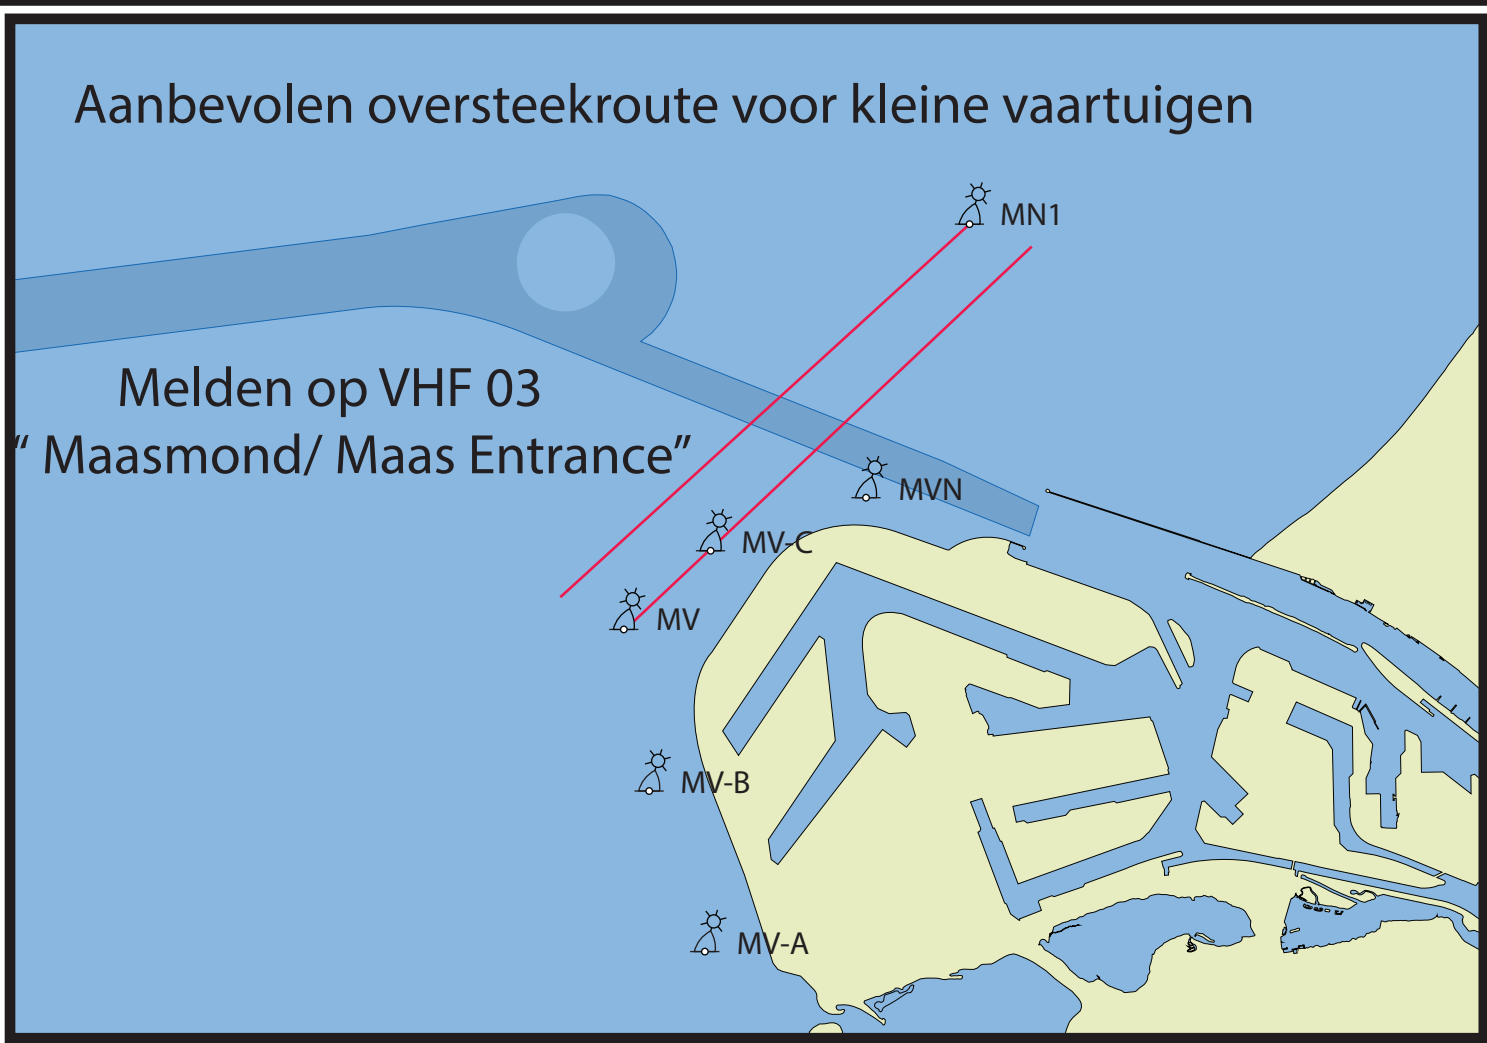 Aanbevolen oversteekroute voor kleine vaartuigen
MN1
Melden op VHF 03
“ Maasmond/ Maas Entrance”
MVN
MV-C
MV
MV-B
MV-A